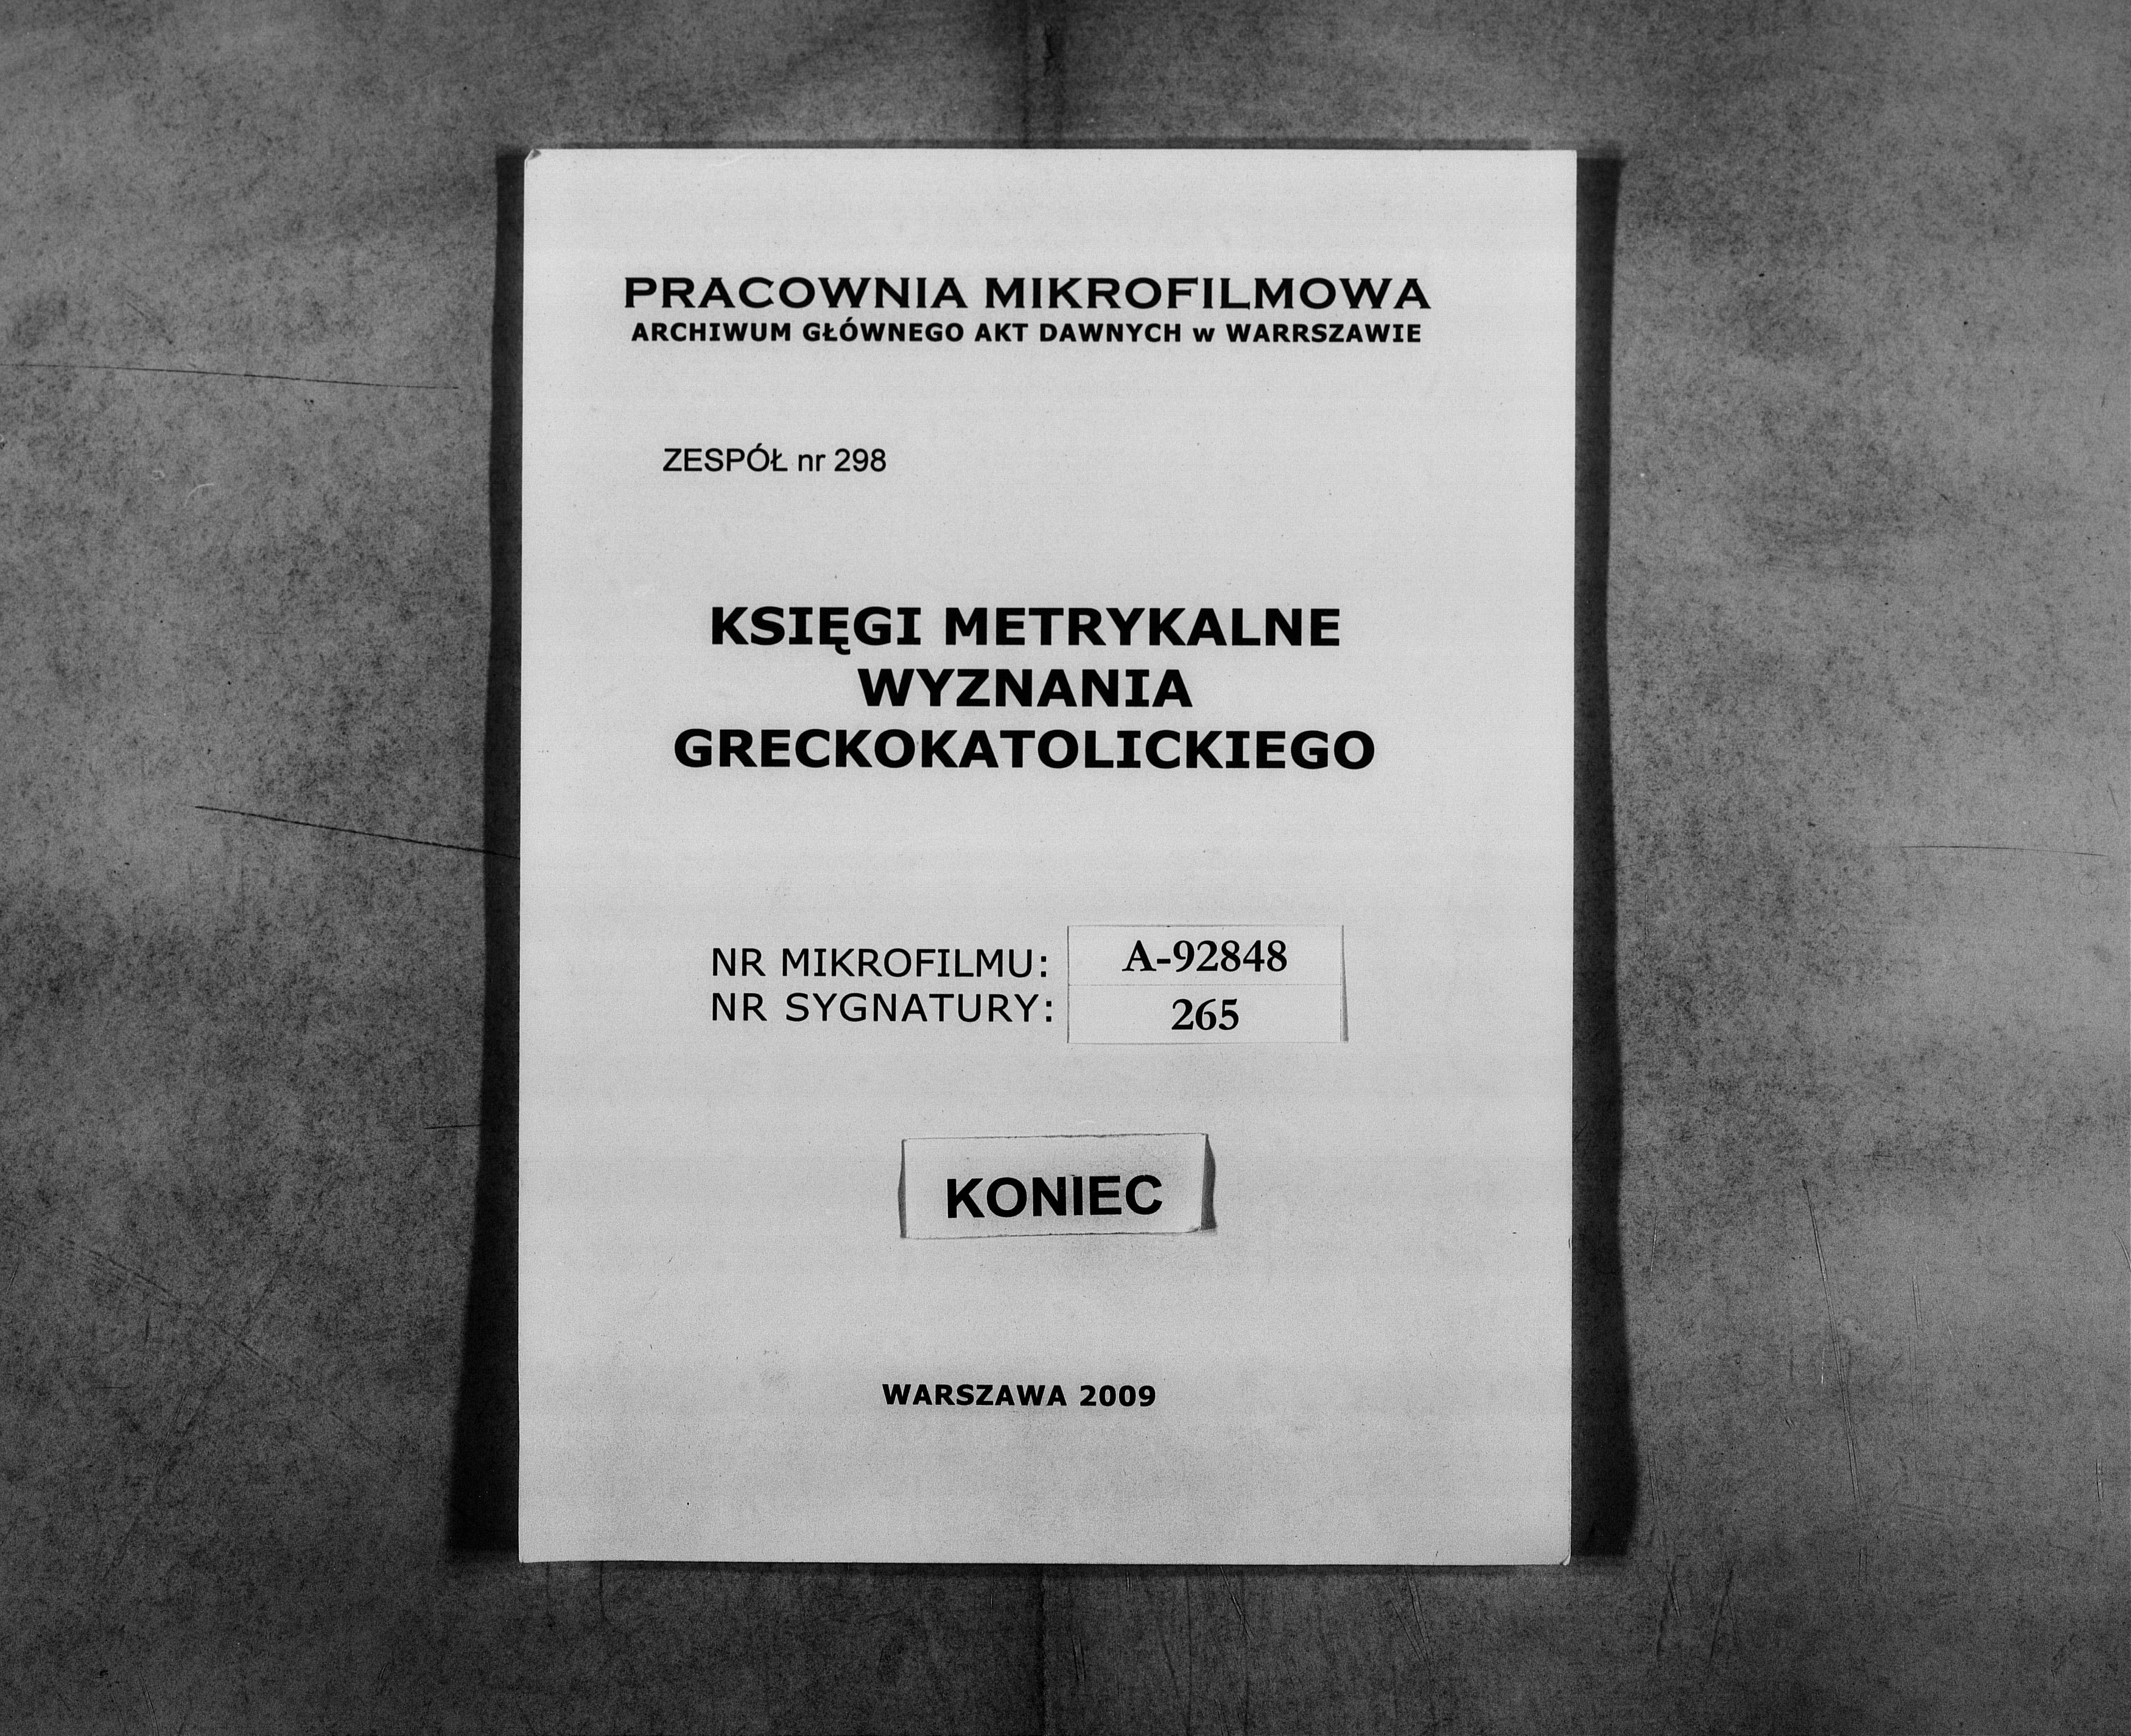 PRACOWNIA MIKROFILMOWA
ARCHIWUM GŁÓWNEGO AKT DAWNYCH w WARRSZAWIE
ZESPÓŁ nr 298
KSIĘGI METRYKALNE
WYZNANIA
GRECKOKATOLICKIEGO
NR MIKROFILMU: A-92848
NR SYGNATURY: 265
KONIEC
WARSZAWA 2009